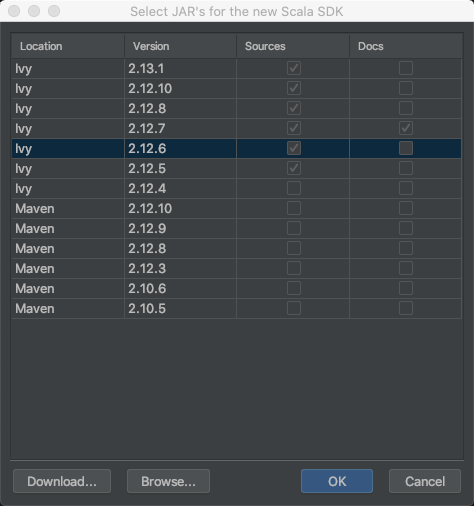 Select JAR's for the new Scala SDK
Location Version Sources Docs
Ivy 2.13.1
Ivy 2.12.10
Ivy 2.12.8
Ivy 2.12.7
Ivy 2.12.6
Ivy 2.12.5
Ivy 2.12.4
Maven 2.12.10
Maven 2.12.9
Maven 2.12.8
Maven 2.12.3
Maven 2.10.6
Maven 2.10.5
Download... Browse... OK Cancel